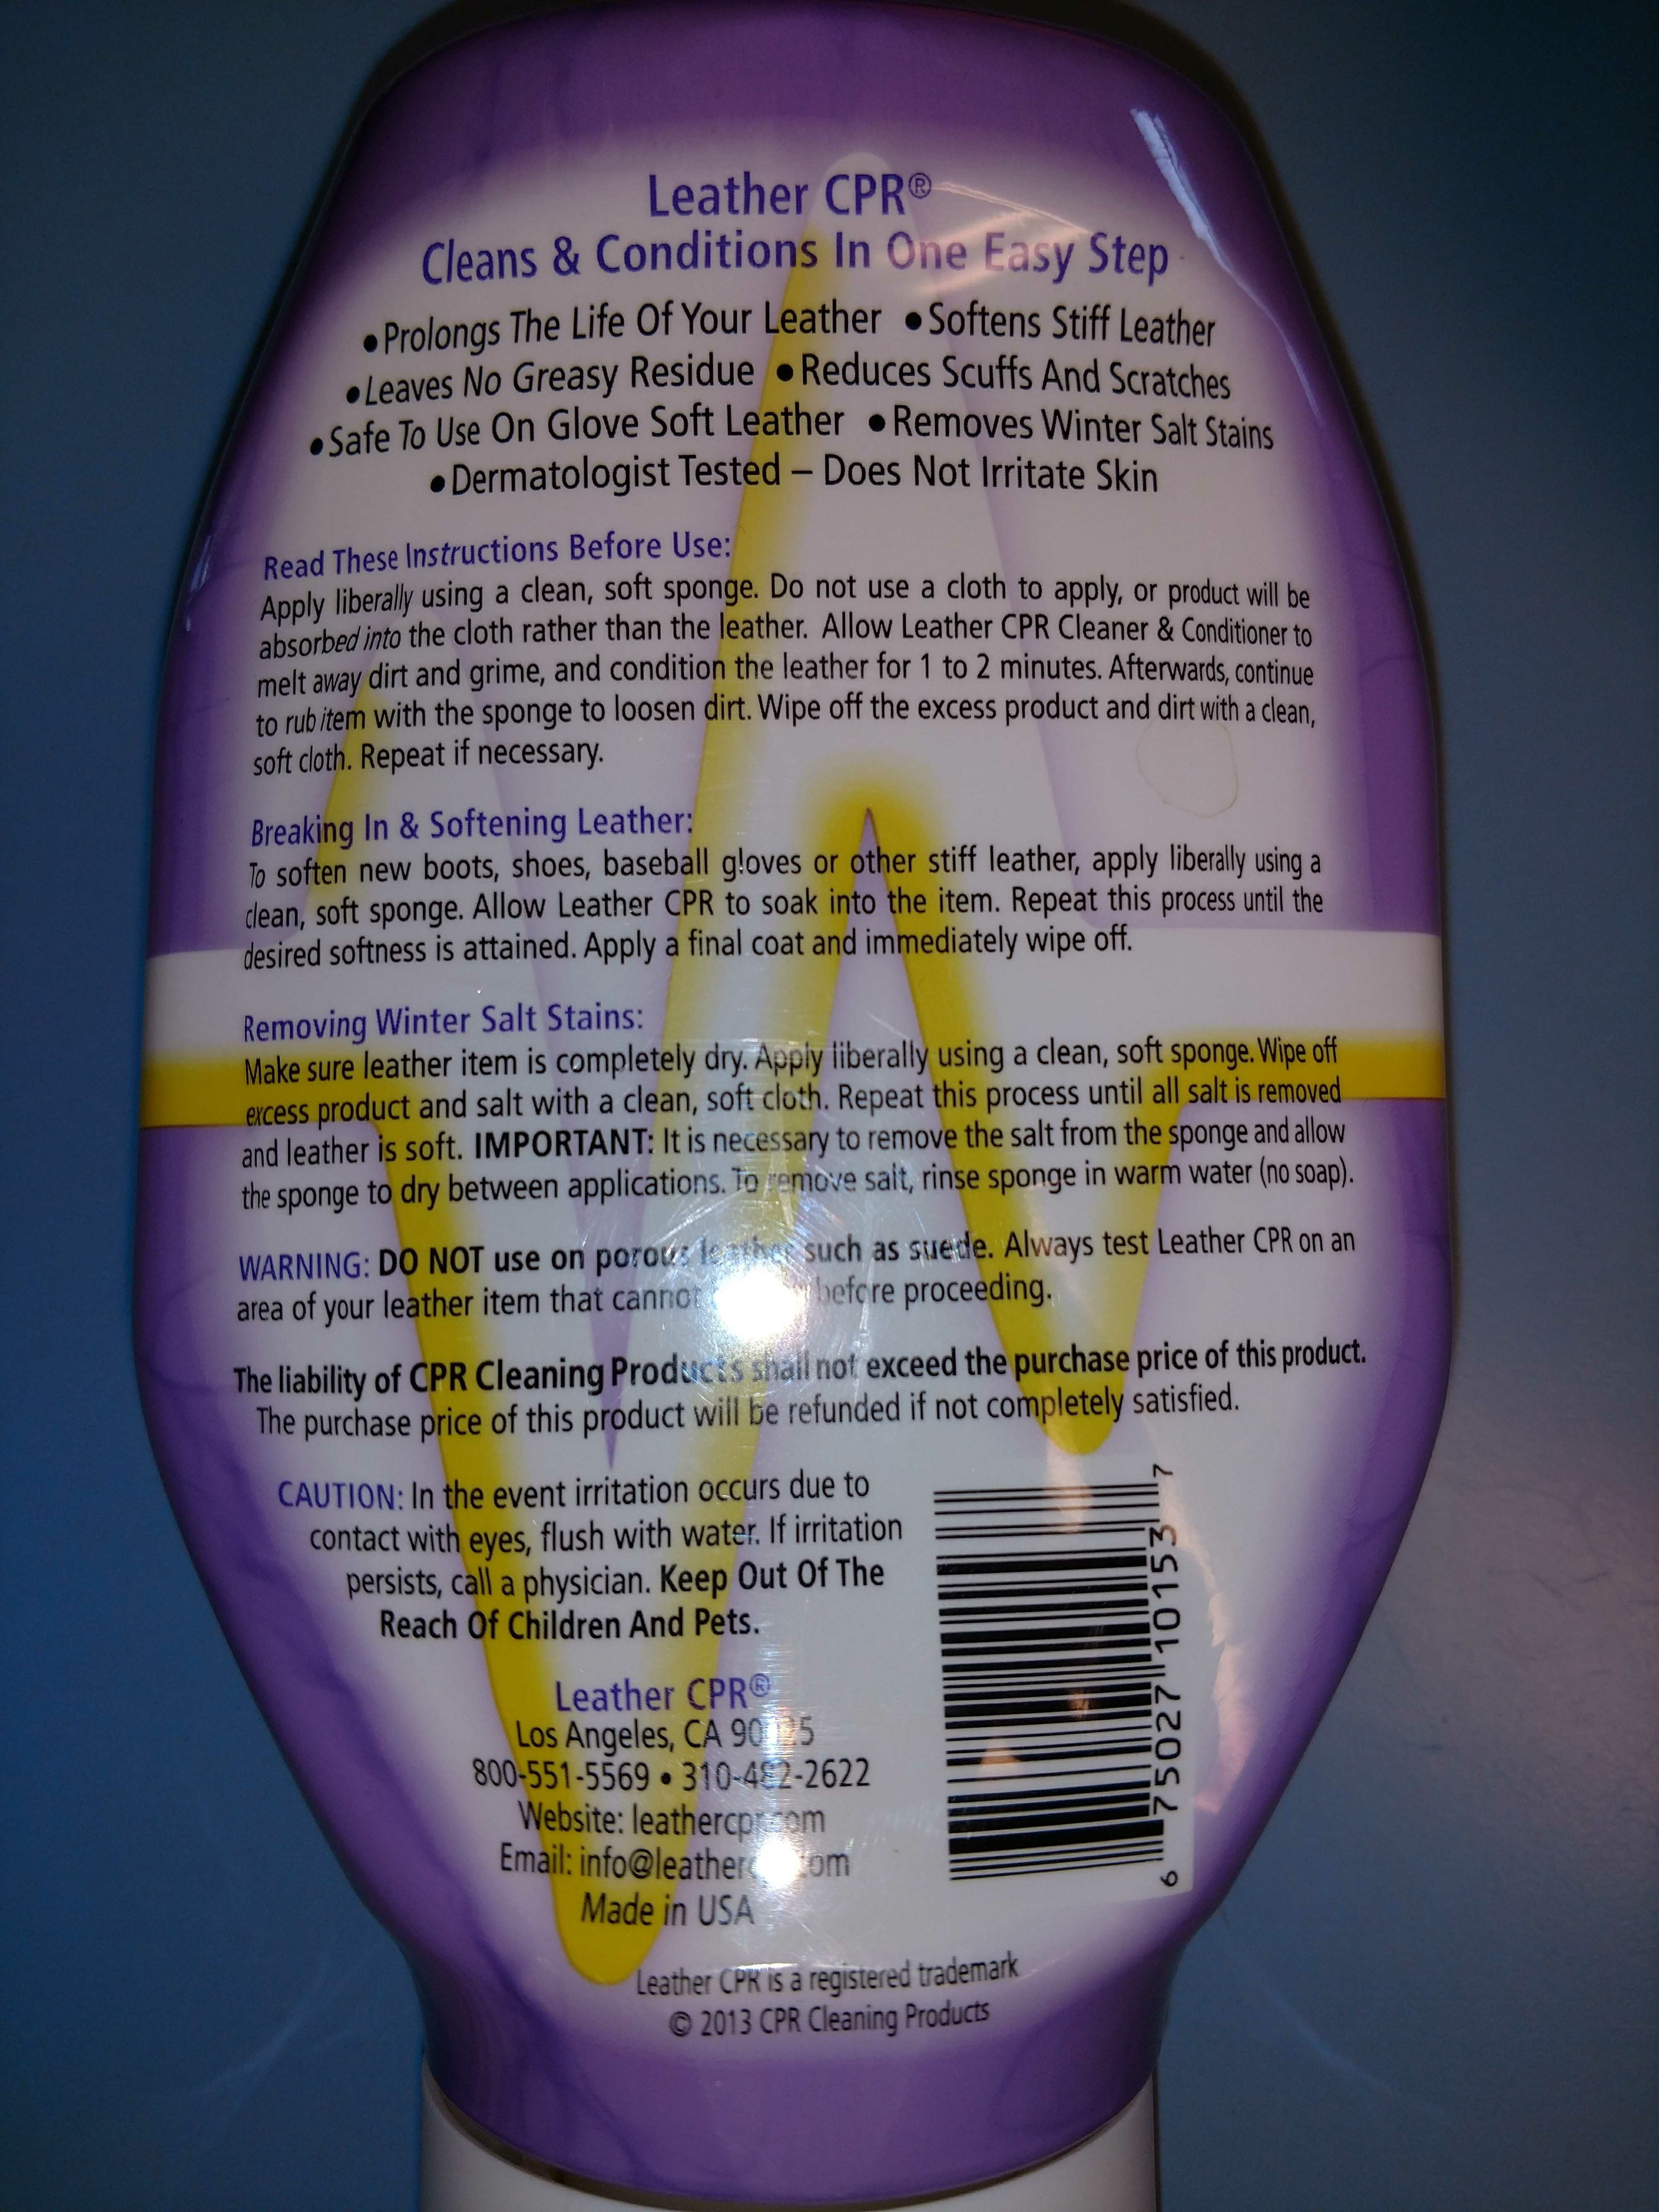 Leather CPR®
Cleans & Conditions In One Easy Step
• Prolongs The Life Of Your Leather • Softens Stiff Leather
• Leaves No Greasy Residue • Reduces Scuffs And Scratches
• Safe To Use On Glove Soft Leather • Removes Winter Salt Stains
• Dermatologist Tested – Does Not Irritate Skin
Read These Instructions Before Use:
Apply liberally using a clean, soft sponge. Do not use a cloth to apply, or product will be
absorbed into the cloth rather than the leather. Allow Leather CPR Cleaner & Conditioner to
melt away dirt and grime, and condition the leather for 1 to 2 minutes. Afterwards, continue
to rub item with the sponge to loosen dirt. Wipe off the excess product and dirt with a clean,
soft cloth. Repeat if necessary.
Breaking In & Softening Leather:
To soften new boots, shoes, baseball gloves or other stiff leather, apply liberally using a
clean, soft sponge. Allow Leather CPR to soak into the item. Repeat this process until the
desired softness is attained. Apply a final coat and immediately wipe off.
Removing Winter Salt Stains:
Make sure leather item is completely dry. Apply liberally using a clean, soft sponge. Wipe off
excess product and salt with a clean, soft cloth. Repeat this process until all salt is removed
and leather is soft. IMPORTANT: It is necessary to remove the salt from the sponge and allow
the sponge to dry between applications. To remove salt, rinse sponge in warm water (no soap).
WARNING: DO NOT use on porous leather such as suede. Always test Leather CPR on an
area of your leather item that cannot before proceeding.
The liability of CPR Cleaning Products shall not exceed the purchase price of this product.
The purchase price of this product will be refunded if not completely satisfied.
CAUTION: In the event irritation occurs due to
contact with eyes, flush with water. If irritation
persists, call a physician. Keep Out Of The
Reach Of Children And Pets.
Leather CPR®
Los Angeles, CA
800-551-5569 • 310-482-2622
Website: leathercpr.com
Email:
Made in USA
Leather CPR is a registered trademark
© 2013 CPR Cleaning Products
6 75027 10153 7